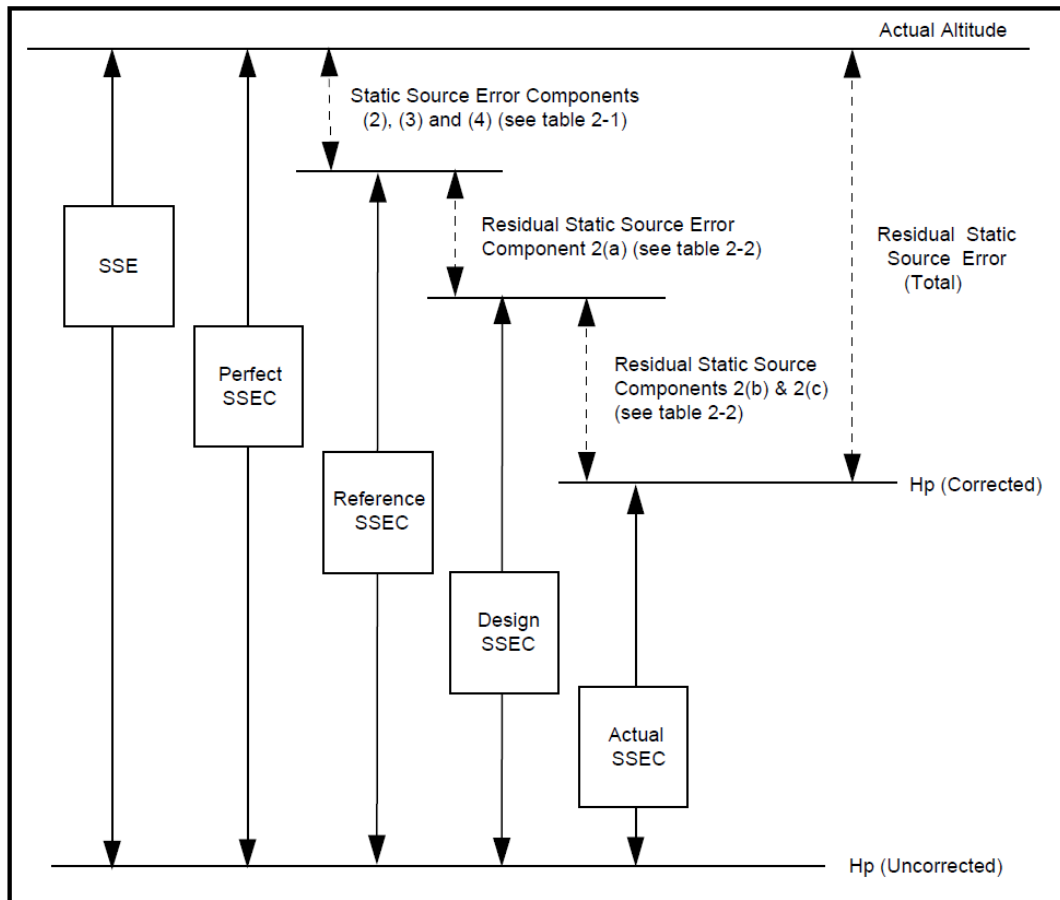 Actual Altitude
Static Source Error Components
(2), (3) and (4) (see table 2-1)
Residual Static Source Error
Component 2(a) (see table 2-2)
Residual Static
Source Error
(Total)
SSE
Perfect
SSEC
Residual Static Source
Components 2(b) & 2(c)
(see table 2-2)
Reference
SSEC
Hp (Corrected)
Design
SSEC
Actual
SSEC
Hp (Uncorrected)